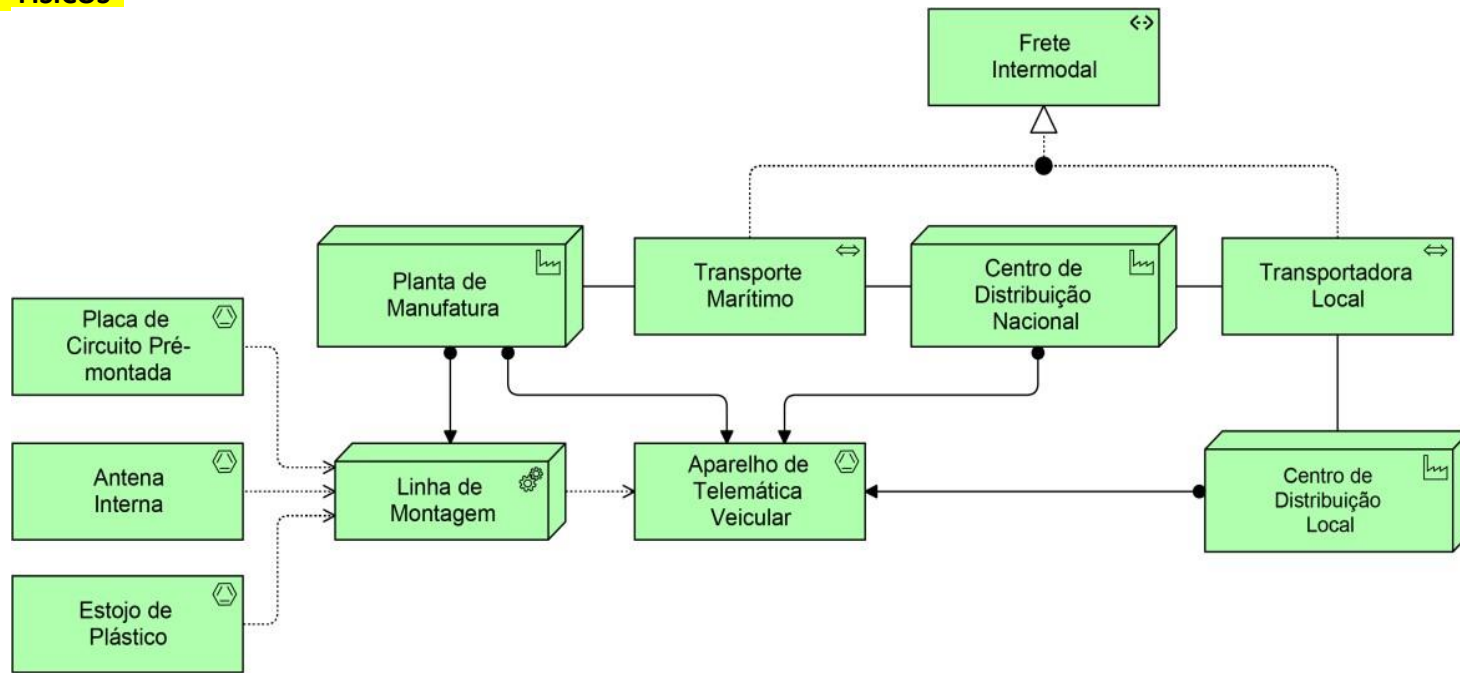 FÍSICOS
Frete
Intermodal
Planta de
Manufatura
Transporte
Marítimo
Centro de
Distribuição
Nacional
Transportadora
Local
Placa de
Circuito Pré-
montada
Antena
Interna
Linha de
Montagem
Aparelho de
Telemática
Veicular
Centro de
Distribuição
Local
Estojo de
Plástico